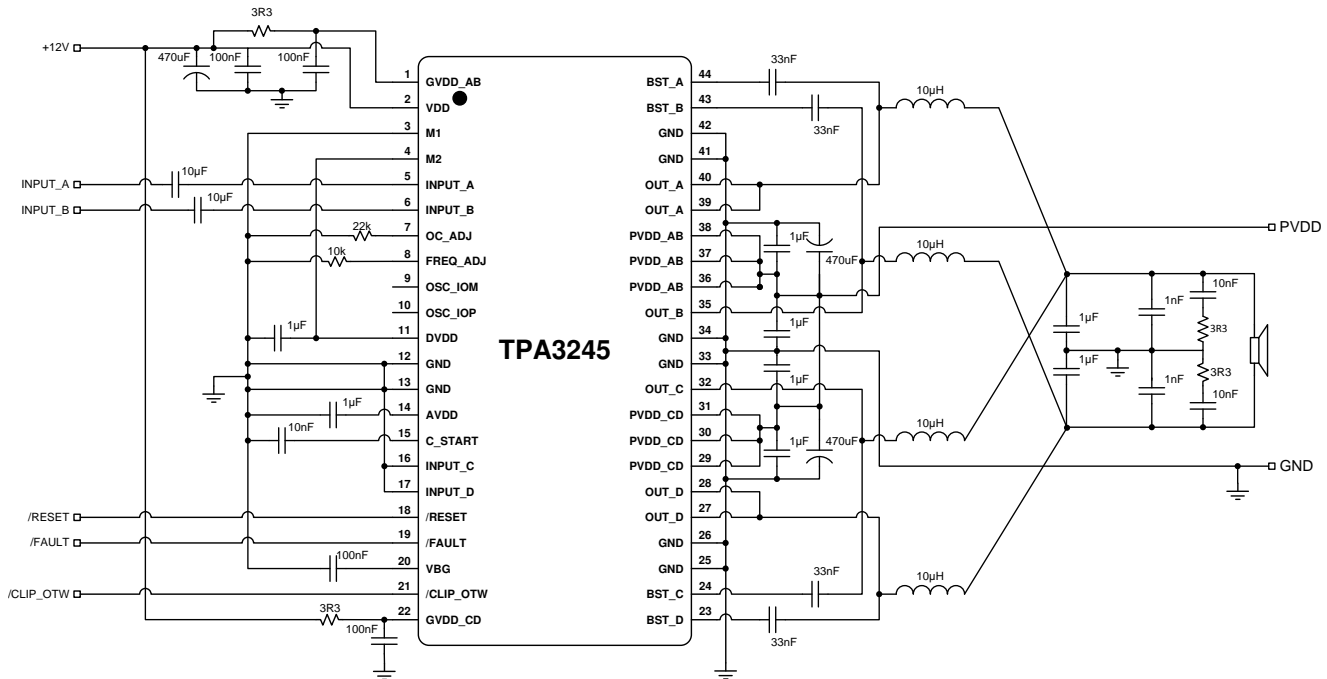 3R3
+12V
470uF
100nF
100nF
1
GVDD_AB
2
VDD
3
M1
4
M2
10µF
5
INPUT_A
INPUT_A
10µF
6
INPUT_B
INPUT_B
22k
7
OC_ADJ
10k
8
FREQ_ADJ
9
OSC_IOM
10
OSC_IOP
1µF
11
DVDD
12
GND
13
GND
1µF
14
AVDD
10nF
15
C_START
16
INPUT_C
17
INPUT_D
/RESET
18
/RESET
/FAULT
19
/FAULT
100nF
20
VBG
/CLIP_OTW
21
/CLIP_OTW
3R3
22
GVDD_CD
100nF
TPA3245
BST_A
44
33nF
BST_B
43
33nF
GND
42
GND
41
OUT_A
40
OUT_A
39
PVDD_AB
38
PVDD_AB
37
PVDD_AB
36
OUT_B
35
GND
34
GND
33
OUT_C
32
PVDD_CD
31
PVDD_CD
30
PVDD_CD
29
OUT_D
28
OUT_D
27
GND
26
GND
25
BST_C
24
33nF
BST_D
23
33nF
1µF
470uF
1µF
1µF
1µF
470uF
10µH
10µH
10µH
10µH
PVDD
1µF
1µF
1nF
1nF
10nF
3R3
3R3
10nF
GND